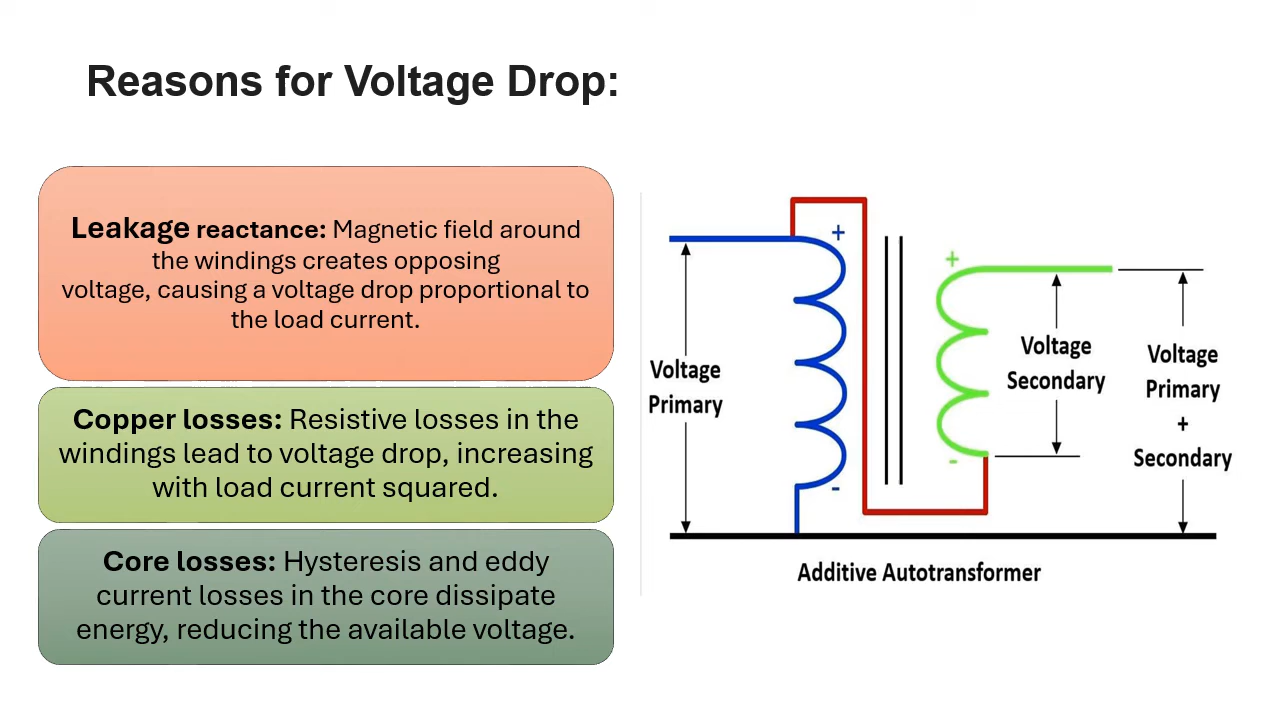 Reasons for Voltage Drop:
Leakage reactance: Magnetic field around
the windings creates opposing
voltage, causing a voltage drop proportional to
the load current.
Copper losses: Resistive losses in the
windings lead to voltage drop, increasing
with load current squared.
Core losses: Hysteresis and eddy
current losses in the core dissipate
energy, reducing the available voltage.
+
-
Voltage
Primary
+
-
Voltage
Secondary
Voltage
Primary
+
Secondary
Additive Autotransformer